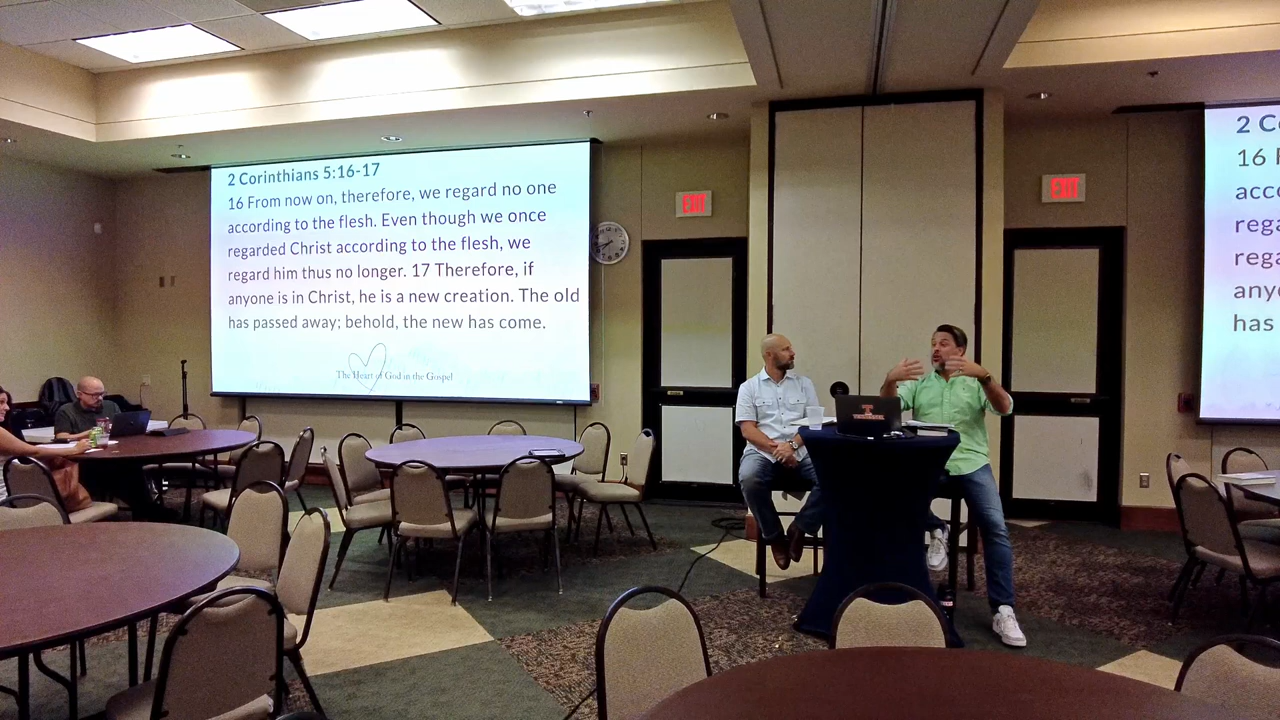 2 Corinthians 5:16-17
16 From now on, therefore, we regard no one
according to the flesh. Even though we once
regarded Christ according to the flesh, we
regard him thus no longer. 17 Therefore, if
anyone is in Christ, he is a new creation. The old
has passed away; behold, the new has come.
The Heart of God in the Gospel
EXIT
EXIT
T
2 Co
16 F
acco
rega
rega
anyo
has